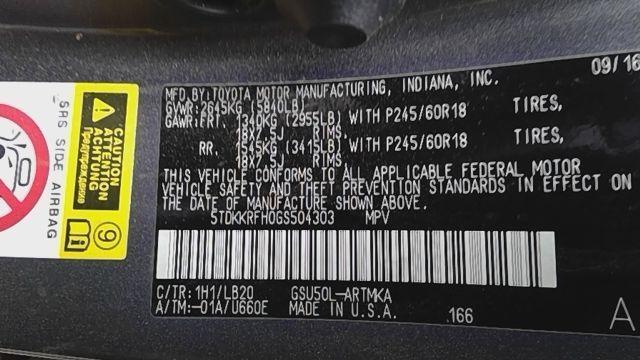 MFD. BY: TOYOTA MOTOR MANUFACTURING, INDIANA, INC. 09/16
GVWR: 2645KG (5840LB)
GAWR: FRT. 1340KG (2955LB) WITH P245/60R18 TIRES,
18X7.5J RIMS
RR. 1545KG (3415LB) WITH P245/60R18 TIRES,
18X7.5J RIMS
THIS VEHICLE CONFORMS TO ALL APPLICABLE FEDERAL MOTOR
VEHICLE SAFETY AND THEFT PREVENTION STANDARDS IN EFFECT ON
THE DATE OF MANUFACTURE SHOWN ABOVE.
5TDKKRFH0GS504303 MPV
C/TR: 1H1/LB20 GSU50L-ARTMKA
A/TM:-01A/U660E MADE IN U.S.A. 166 A
SRS SIDE AIRBAG
CAUTION
ATTENTION
ACHTUNG
Предупреждение
9